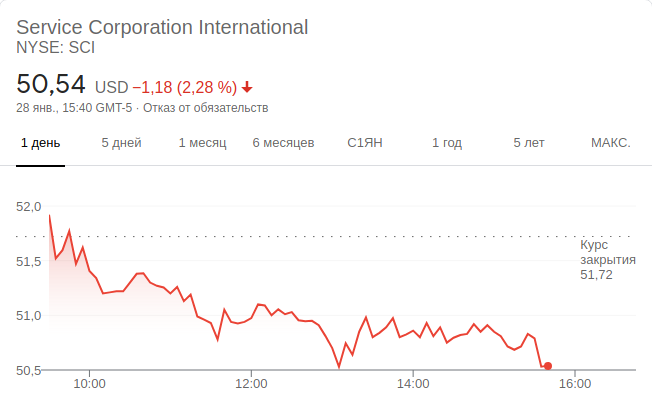 Service Corporation International
NYSE: SCI
50,54 USD −1,18 (2,28 %)
28 янв., 15:40 GMT-5 · Отказ от обязательств
1 день 5 дней 1 месяц 6 месяцев С1ЯН 1 год 5 лет МАКС.
52,0
Курс
закрытия
51,72
51,5
51,0
50,5
10:00 12:00 14:00 16:00